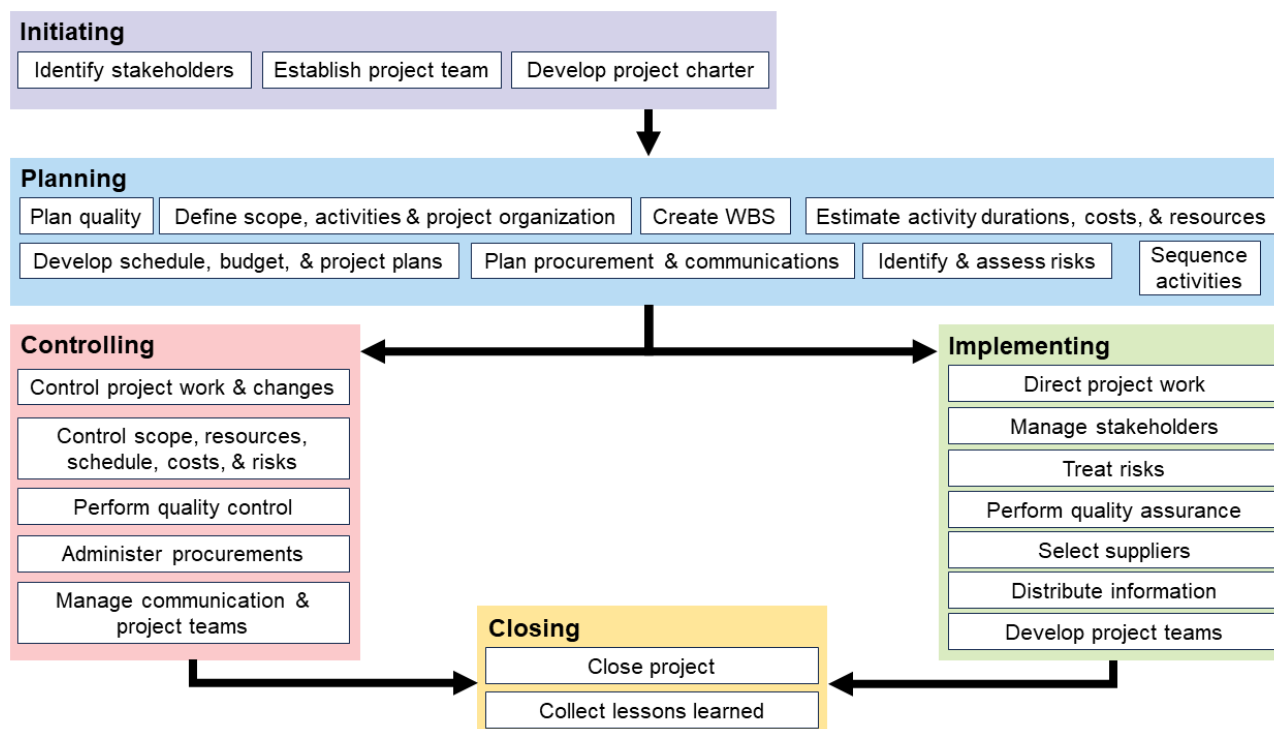 Initiating
Identify stakeholders
Establish project team
Develop project charter
Planning
Plan quality
Define scope, activities & project organization
Create WBS
Estimate activity durations, costs, & resources
Develop schedule, budget, & project plans
Plan procurement & communications
Identify & assess risks
Sequence
activities
Controlling
Control project work & changes
Control scope, resources,
schedule, costs, & risks
Perform quality control
Administer procurements
Manage communication &
project teams
Implementing
Direct project work
Manage stakeholders
Treat risks
Perform quality assurance
Select suppliers
Distribute information
Develop project teams
Closing
Close project
Collect lessons learned